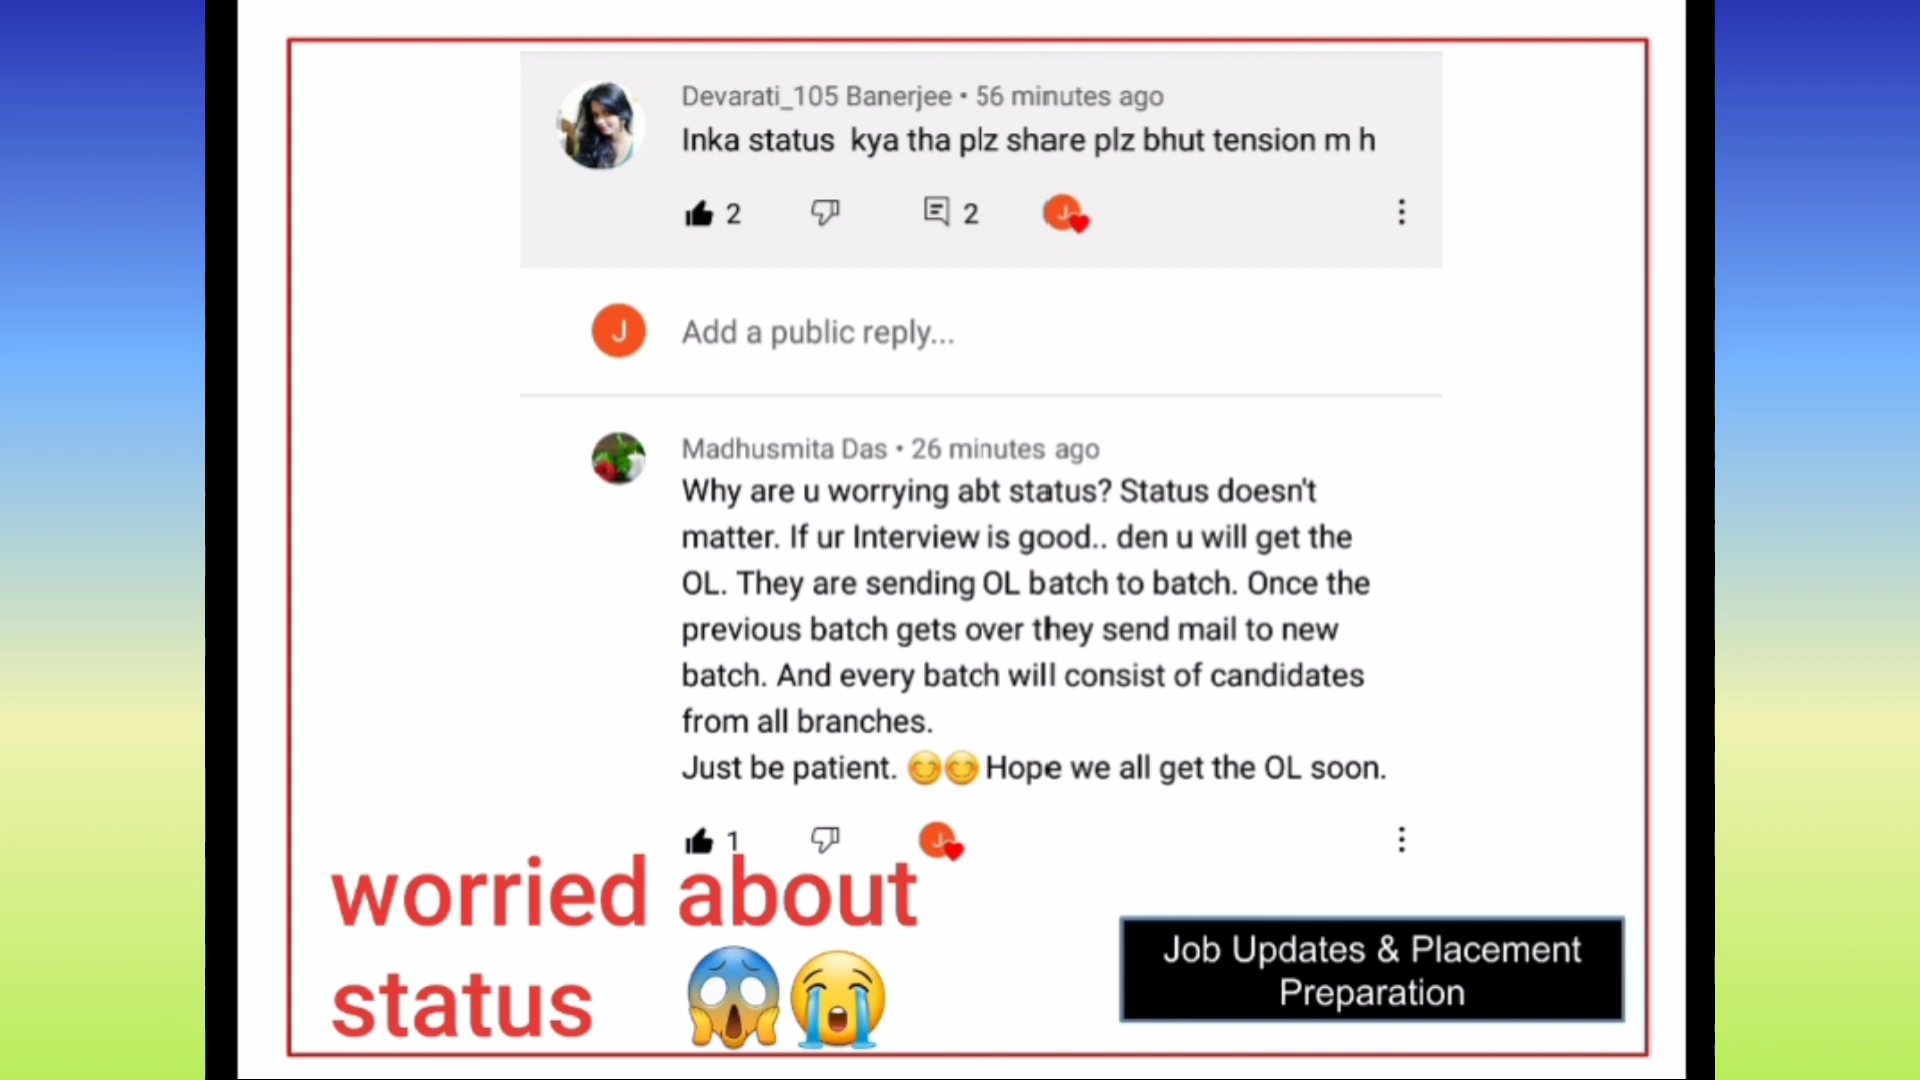 Devarati_105 Banerjee • 56 minutes ago
Inka status kya tha plz share plz bhut tension m h
2
2
J
J
Add a public reply...
Madhusmita Das • 26 minutes ago
Why are u worrying abt status? Status doesn't
matter. If ur Interview is good.. den u will get the
OL. They are sending OL batch to batch. Once the
previous batch gets over they send mail to new
batch. And every batch will consist of candidates
from all branches.
Just be patient. 😊😊 Hope we all get the OL soon.
1
J
worried about
status 😱😭
Job Updates & Placement
Preparation